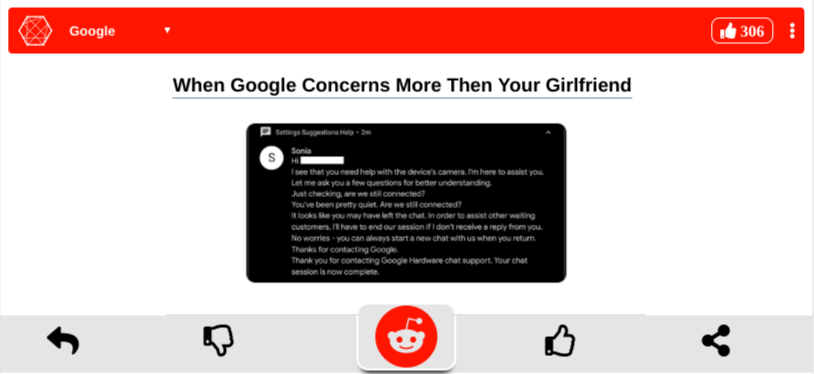 Google
306
When Google Concerns More Then Your Girlfriend
Settings Suggestions Help • 2m
S
Sonia
Hi
I see that you need help with the device's camera. I'm here to assist you.
Let me ask you a few questions for better understanding.
Just checking, are we still connected?
You've been pretty quiet. Are we still connected?
It looks like you may have left the chat. In order to assist other waiting
customers, I'll have to end our session if I don't receive a reply from you.
No worries - you can always start a new chat with us when you return.
Thanks for contacting Google.
Thank you for contacting Google Hardware chat support. Your chat
session is now complete.